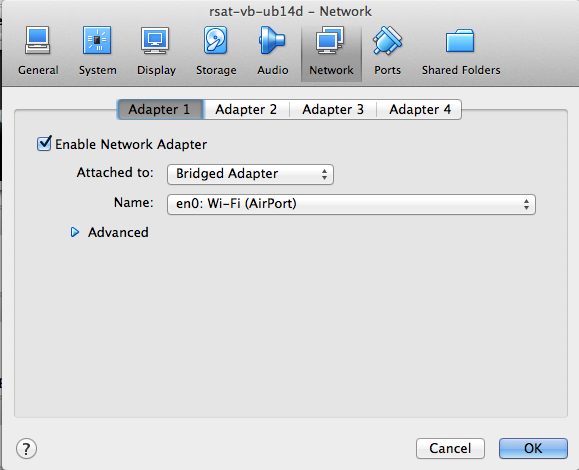 rsat-vb-ub14d – Network
General System Display Storage Audio Network Ports Shared Folders
Adapter 1 Adapter 2 Adapter 3 Adapter 4
Enable Network Adapter
Attached to: Bridged Adapter
Name: en0: Wi-Fi (AirPort)
Advanced
? Cancel OK